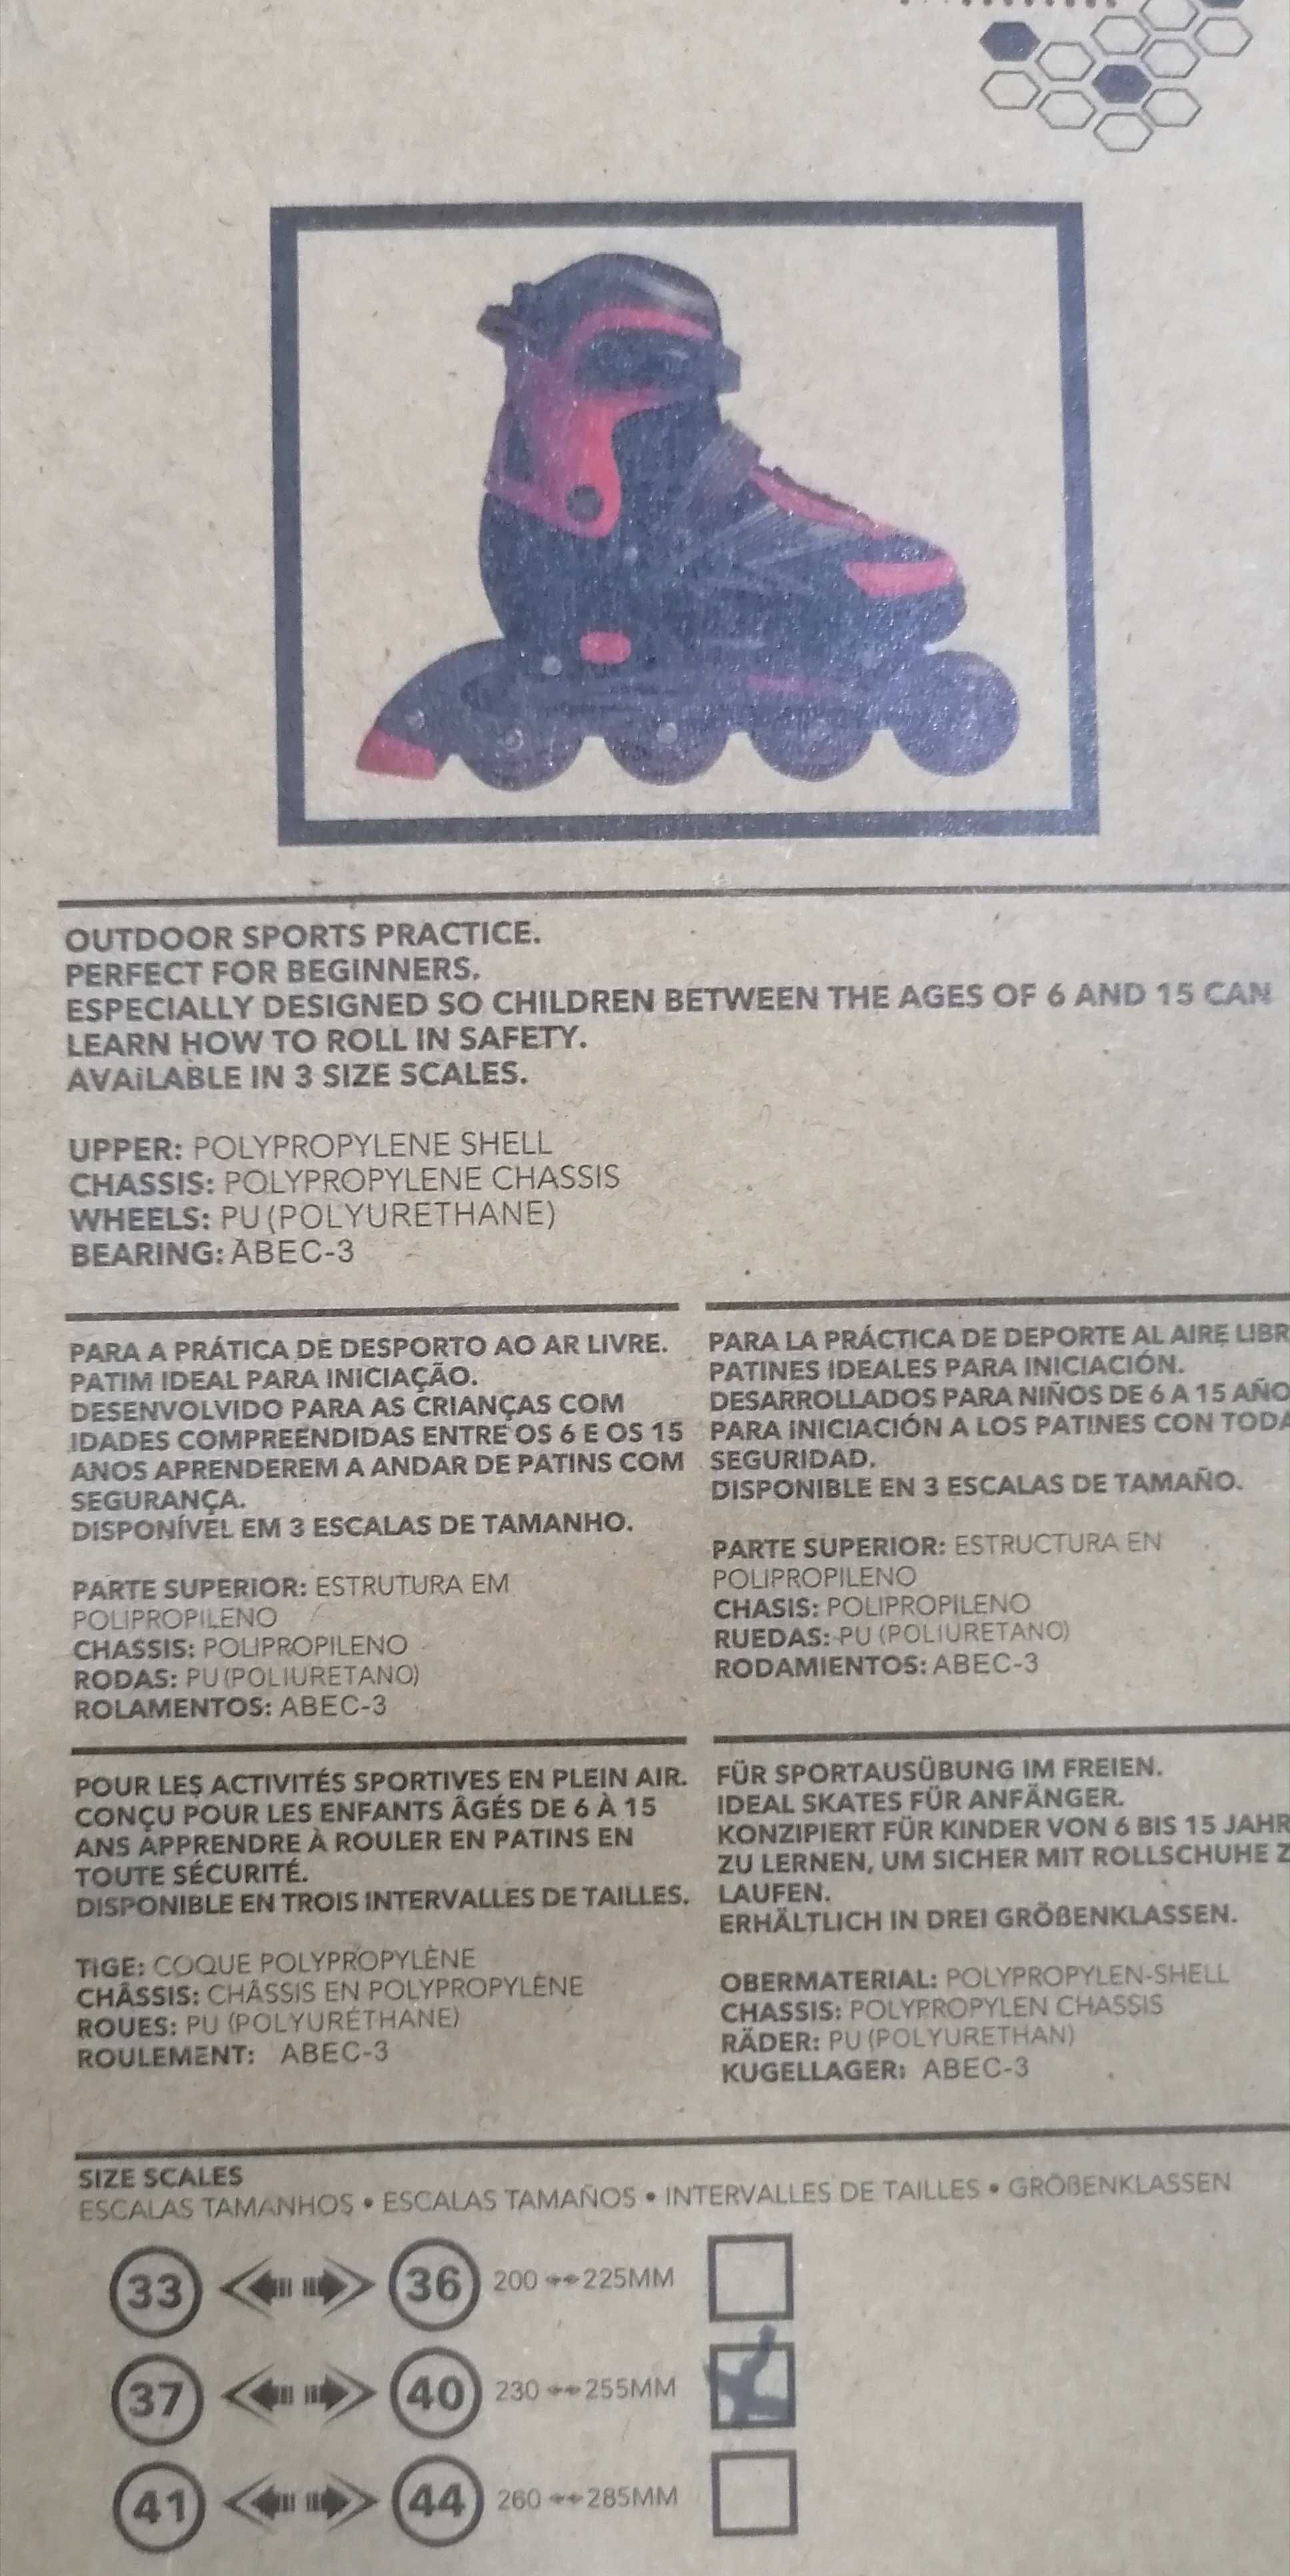 OUTDOOR SPORTS PRACTICE.
PERFECT FOR BEGINNERS.
ESPECIALLY DESIGNED SO CHILDREN BETWEEN THE AGES OF 6 AND 15 CAN
LEARN HOW TO ROLL IN SAFETY.
AVAiLABLE IN 3 SIZE SCALES.
UPPER: POLYPROPYLENE SHELL
CHASSIS: POLYPROPYLENE CHASSIS
WHEELS: PU (POLYURETHANE)
BEARING: ABEC-3
PARA A PRÁTICA DE DESPORTO AO AR LIVRE.
PATIM IDEAL PARA INICIAÇÃO.
DESENVOLVIDO PARA AS CRIANÇAS COM
IDADES COMPREENDIDAS ENTRE OS 6 E OS 15
ANOS APRENDEREM A ANDAR DE PATINS COM
SEGURANÇA.
DISPONÍVEL EM 3 ESCALAS DE TAMANHO.
PARTE SUPERIOR: ESTRUTURA EM
POLIPROPILENO
CHASSIS: POLIPROPILENO
RODAS: PU (POLIURETANO)
ROLAMENTOS: ABEC-3
PARA LA PRÁCTICA DE DEPORTE AL AIRE LIBR
PATINES IDEALES PARA INICIACIÓN.
DESARROLLADOS PARA NIÑOS DE 6 A 15 AÑO
PARA INICIACIÓN A LOS PATINES CON TODA
SEGURIDAD.
DISPONIBLE EN 3 ESCALAS DE TAMAÑO.
PARTE SUPERIOR: ESTRUCTURA EN
POLIPROPILENO
CHASIS: POLIPROPILENO
RUEDAS: PU (POLIURETANO)
RODAMIENTOS: ABEC-3
POUR LES ACTIVITÉS SPORTIVES EN PLEIN AIR.
CONÇU POUR LES ENFANTS ÂGÉS DE 6 À 15
ANS APPRENDRE À ROULER EN PATINS EN
TOUTE SÉCURITÉ.
DISPONIBLE EN TROIS INTERVALLES DE TAILLES.
TIGE: COQUE POLYPROPYLÈNE
CHÂSSIS: CHÂSSIS EN POLYPROPYLÈNE
ROUES: PU (POLYURÉTHANE)
ROULEMENT: ABEC-3
FÜR SPORTAUSÜBUNG IM FREIEN.
IDEAL SKATES FÜR ANFÄNGER.
KONZIPIERT FÜR KINDER VON 6 BIS 15 JAHR
ZU LERNEN, UM SICHER MIT ROLLSCHUHE Z
LAUFEN.
ERHÄLTLICH IN DREI GRÖßENKLASSEN.
OBERMATERIAL: POLYPROPYLEN-SHELL
CHASSIS: POLYPROPYLEN CHASSIS
RÄDER: PU (POLYURETHAN)
KUGELLAGER: ABEC-3
SIZE SCALES
ESCALAS TAMANHOS • ESCALAS TAMAÑOS • INTERVALLES DE TAILLES • GRÖßENKLASSEN
33 36 200 ↔ 225MM
37 40 230 ↔ 255MM
41 44 260 ↔ 285MM